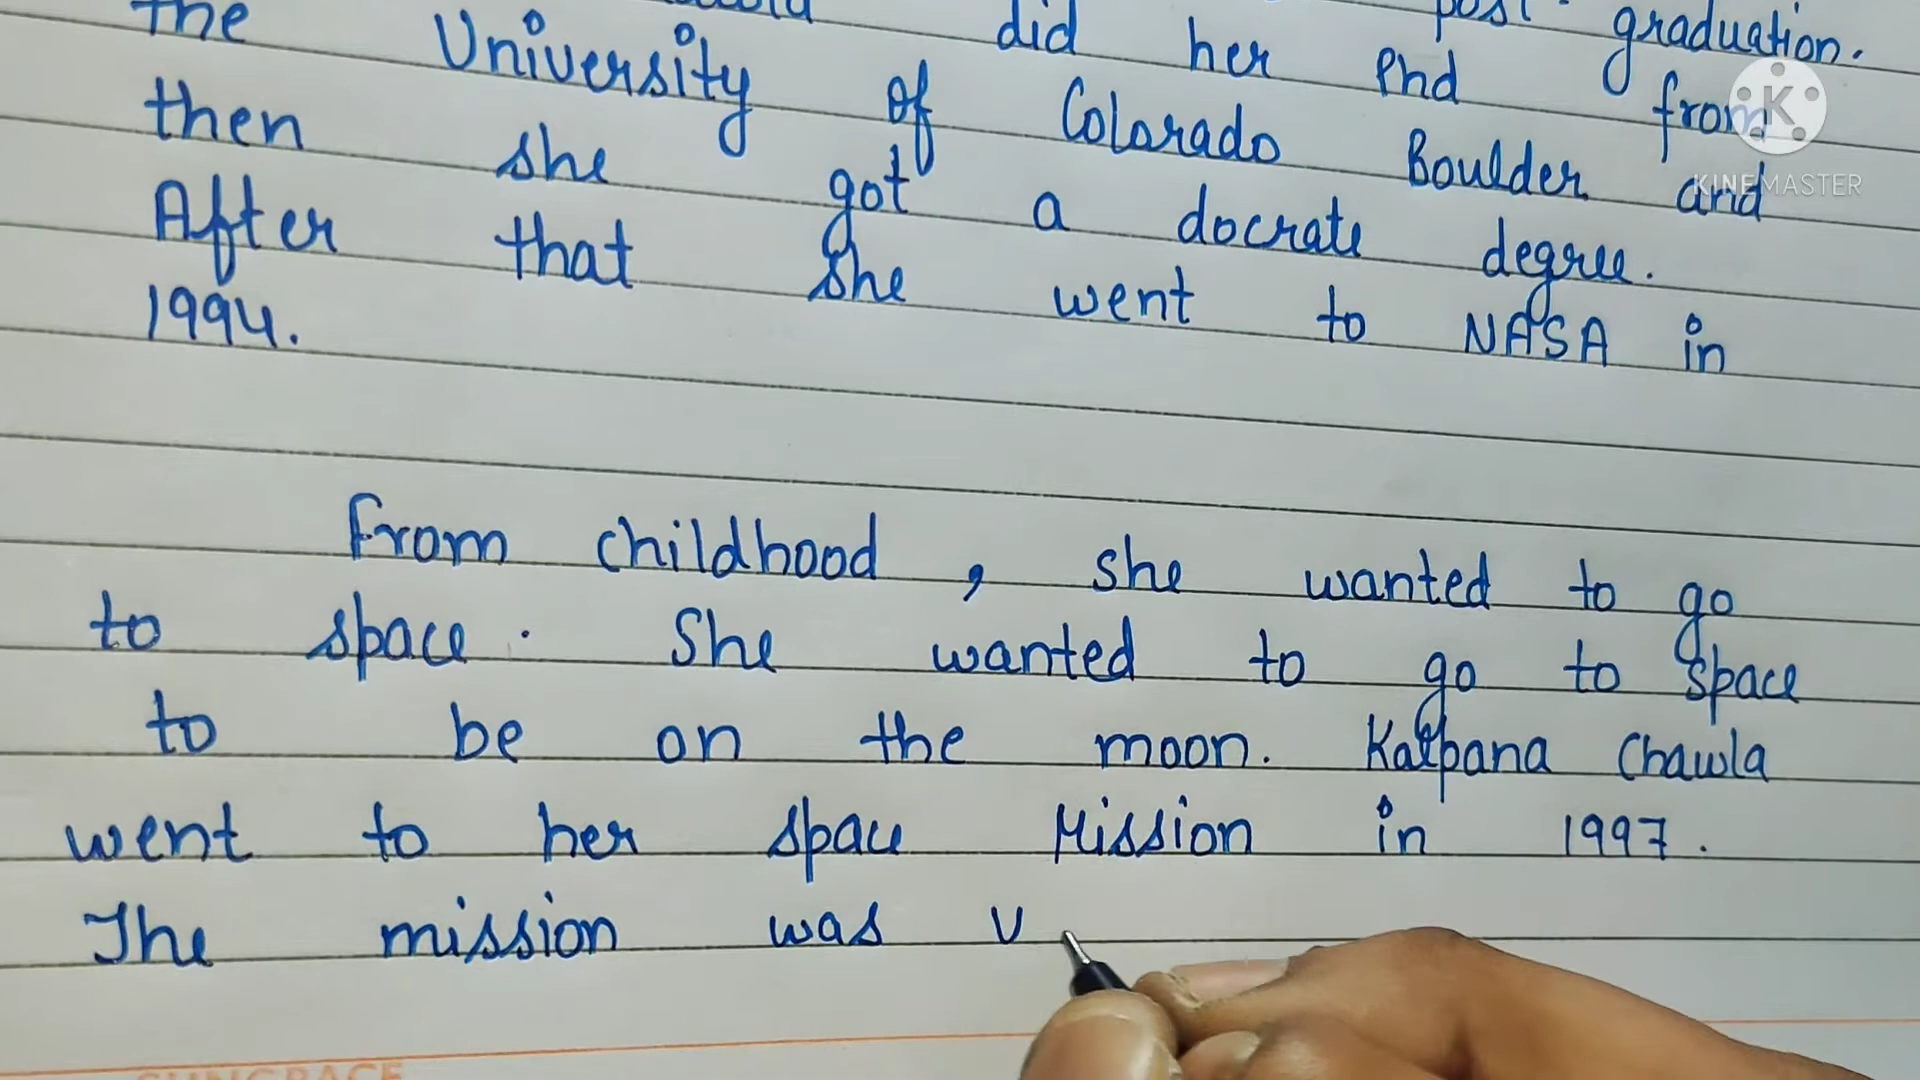 did her post graduation.
the University did her Phd from
then she of Colorado Boulder and
After that got a docrate degree.
1994. she went to NASA in
From childhood , she wanted to go
to space . She wanted to go to space
to be on the moon. Kalpana Chawla
went to her space Mission in 1997.
The mission was v
KINEMASTER